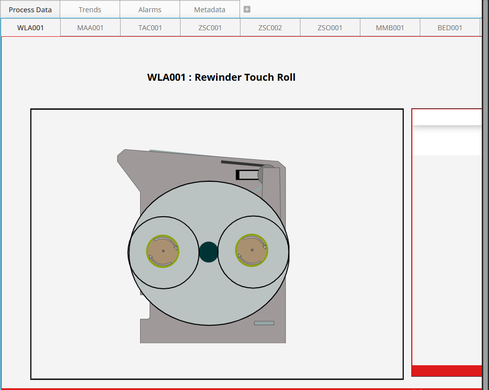 Process Data Trends Alarms Metadata
WLA001 MAA001 TAC001 ZSC001 ZSC002 ZSO001 MMB001 BED001
WLA001 : Rewinder Touch Roll